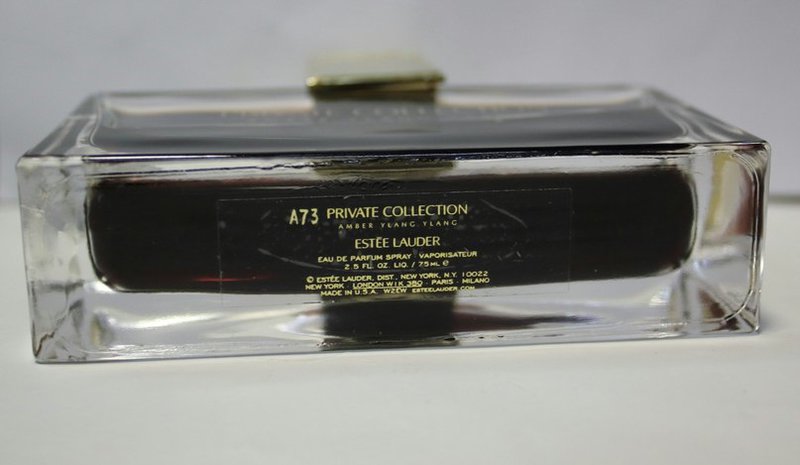 A73 PRIVATE COLLECTION
AMBER YLANG YLANG
ESTĒE LAUDER
EAU DE PARFUM SPRAY · VAPORISATEUR
2.5 FL. OZ. LIQ. / 75 ML ℮
© ESTĒE LAUDER, DIST. NEW YORK, N.Y. 10022
NEW YORK · LONDON W1K 3BQ · PARIS · MILANO
MADE IN U.S.A. W2EW ESTEELAUDER.COM